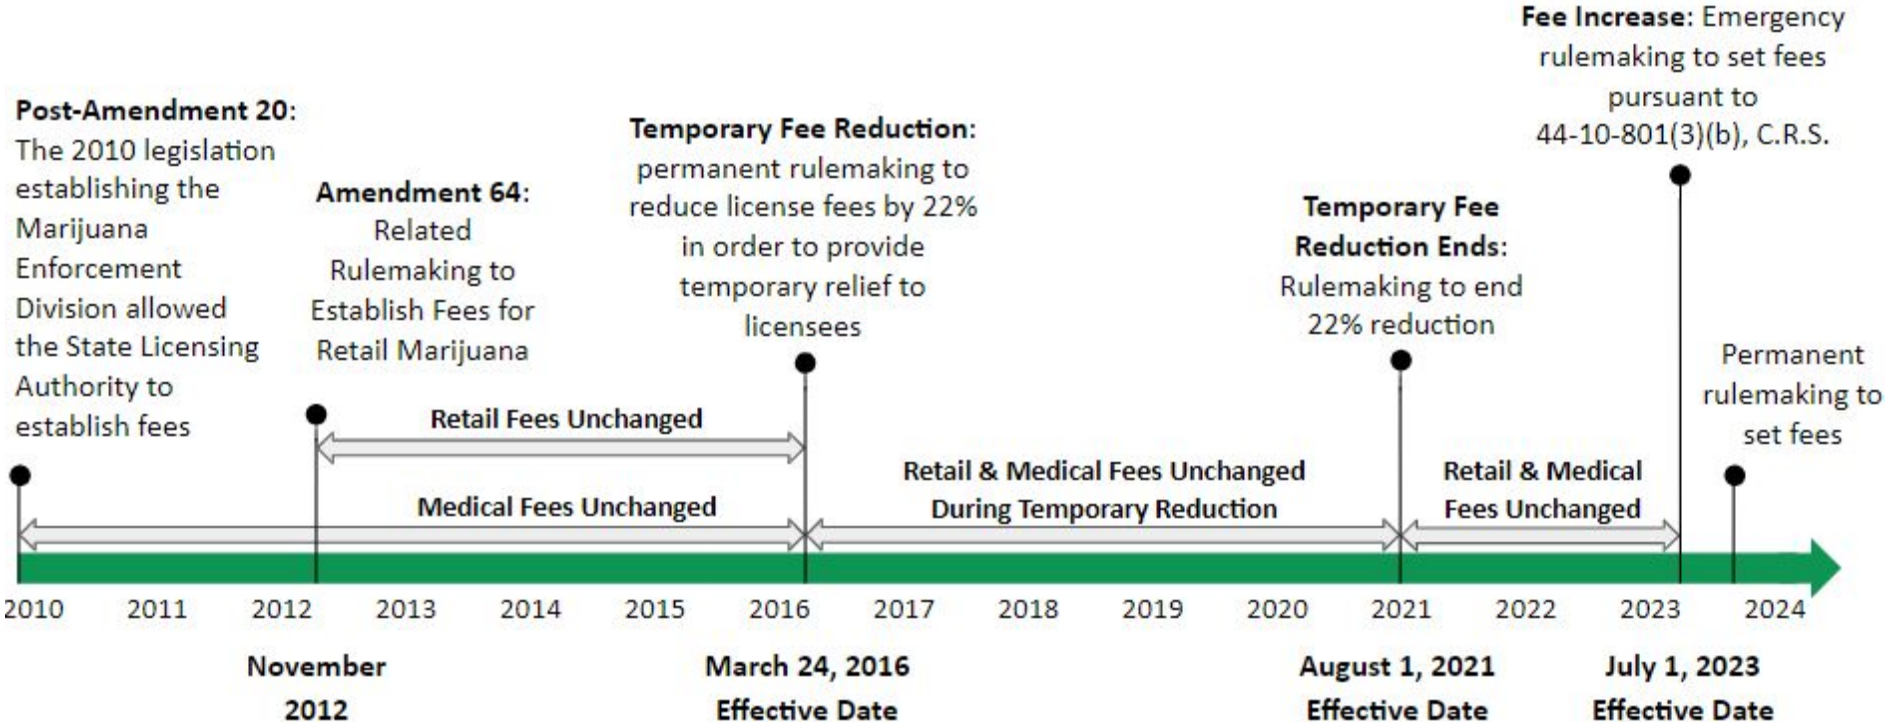 Post-Amendment 20:
The 2010 legislation
establishing the
Marijuana
Enforcement
Division allowed
the State Licensing
Authority to
establish fees
Amendment 64:
Related
Rulemaking to
Establish Fees for
Retail Marijuana
Temporary Fee Reduction:
permanent rulemaking to
reduce license fees by 22%
in order to provide
temporary relief to
licensees
Temporary Fee
Reduction Ends:
Rulemaking to end
22% reduction
Fee Increase: Emergency
rulemaking to set fees
pursuant to
44-10-801(3)(b), C.R.S.
Permanent
rulemaking to
set fees
Retail Fees Unchanged
Medical Fees Unchanged
Retail & Medical Fees Unchanged
During Temporary Reduction
Retail & Medical
Fees Unchanged
2010 2011 2012 2013 2014 2015 2016 2017 2018 2019 2020 2021 2022 2023 2024
November
2012
March 24, 2016
Effective Date
August 1, 2021
Effective Date
July 1, 2023
Effective Date